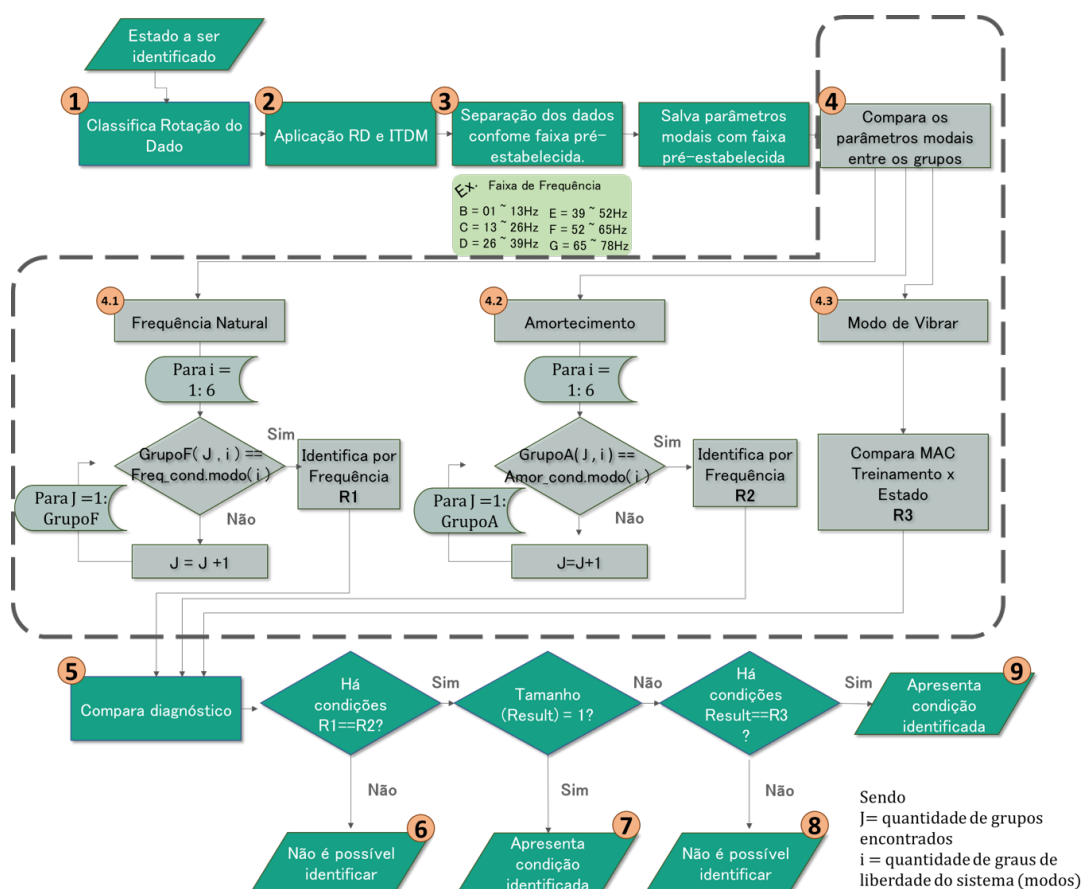 Estado a ser
identificado
1
Classifica Rotação do
Dado
2
Aplicação RD e ITDM
3
Separação dos dados
confome faixa pré-
estabelecida.
Salva parâmetros
modais com faixa
pré-estabelecida
4
Compara os
parâmetros modais
entre os grupos
Ex. Faixa de Frequência
B = 01 ~ 13Hz E = 39 ~ 52Hz
C = 13 ~ 26Hz F = 52 ~ 65Hz
D = 26 ~ 39Hz G = 65 ~ 78Hz
4.1
Frequência Natural
Para i =
1: 6
GrupoF( J , i ) ==
Freq_cond.modo( i )
Sim
Identifica por
Frequência
R1
Para J =1:
GrupoF
Não
J = J +1
4.2
Amortecimento
Para i =
1: 6
GrupoA( J , i ) ==
Amor_cond.modo( i )
Sim
Identifica por
Frequência
R2
Para J =1:
GrupoA
Não
J=J+1
4.3
Modo de Vibrar
Compara MAC
Treinamento x
Estado
R3
5
Compara diagnóstico
Há
condições
R1==R2?
Sim
Tamanho
(Result) = 1?
Não
Há
condições
Result==R3
?
Sim
9
Apresenta
condição
identificada
Não
Sim
Não
6
Não é possível
identificar
7
Apresenta
condição
identificada
8
Não é possível
identificar
Sendo
J= quantidade de grupos
encontrados
i = quantidade de graus de
liberdade do sistema (modos)